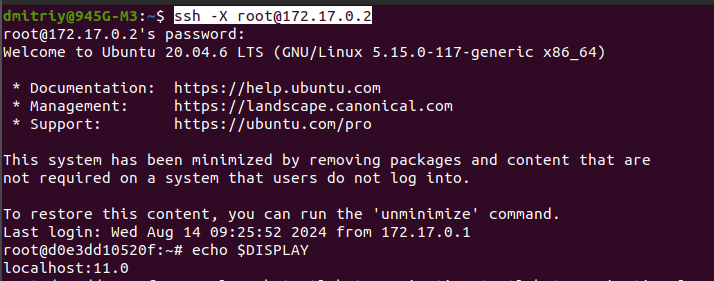 dmitriy@945G-M3:~$ ssh -X root@172.17.0.2
root@172.17.0.2's password:
Welcome to Ubuntu 20.04.6 LTS (GNU/Linux 5.15.0-117-generic x86_64)
* Documentation: https://help.ubuntu.com
* Management: https://landscape.canonical.com
* Support: https://ubuntu.com/pro
This system has been minimized by removing packages and content that are
not required on a system that users do not log into.
To restore this content, you can run the 'unminimize' command.
Last login: Wed Aug 14 09:25:52 2024 from 172.17.0.1
root@d0e3dd10520f:~# echo $DISPLAY
localhost:11.0